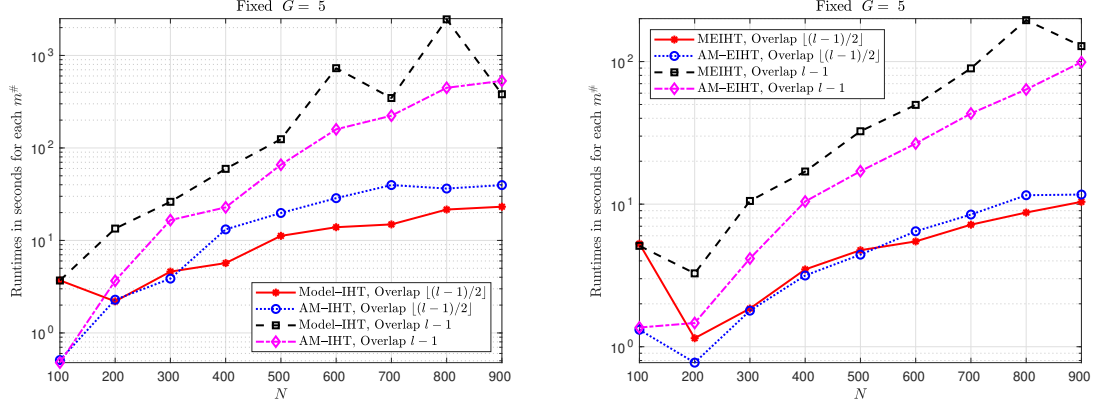 Fixed G = 5
Runtimes in seconds for each m#
10^3
10^2
10^1
10^0
Model–IHT, Overlap ⌊(l − 1)/2⌋
AM–IHT, Overlap ⌊(l − 1)/2⌋
Model–IHT, Overlap l − 1
AM–IHT, Overlap l − 1
100 200 300 400 500 600 700 800 900
N
Fixed G = 5
Runtimes in seconds for each m#
MEIHT, Overlap ⌊(l − 1)/2⌋
AM–EIHT, Overlap ⌊(l − 1)/2⌋
MEIHT, Overlap l − 1
AM–EIHT, Overlap l − 1
10^2
10^1
10^0
100 200 300 400 500 600 700 800 900
N